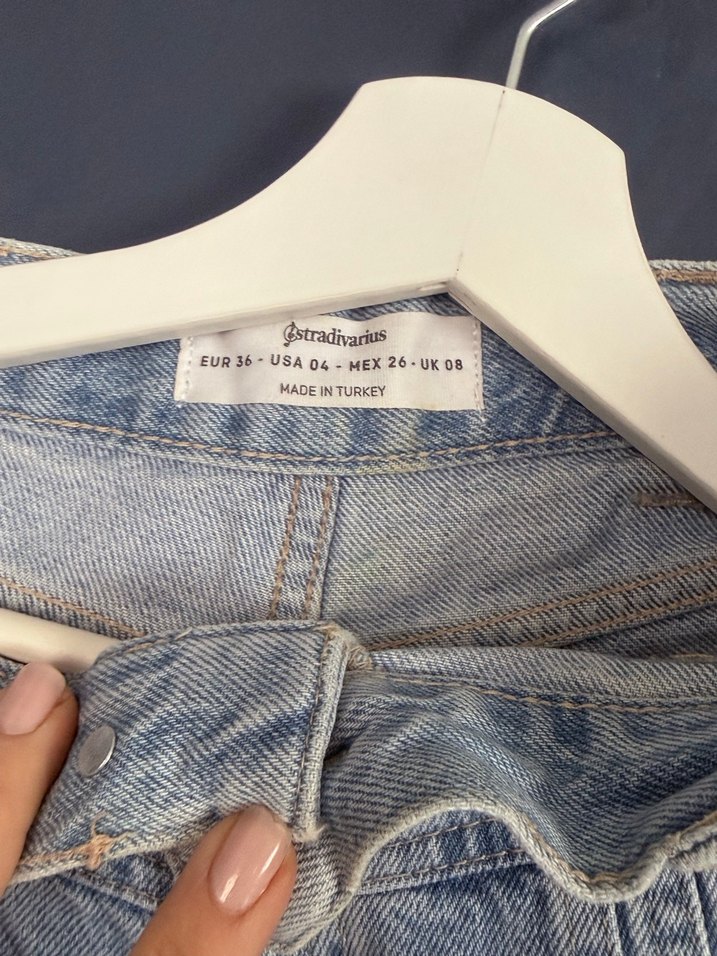 stradivarius
EUR 36 - USA 04 - MEX 26 - UK 08
MADE IN TURKEY